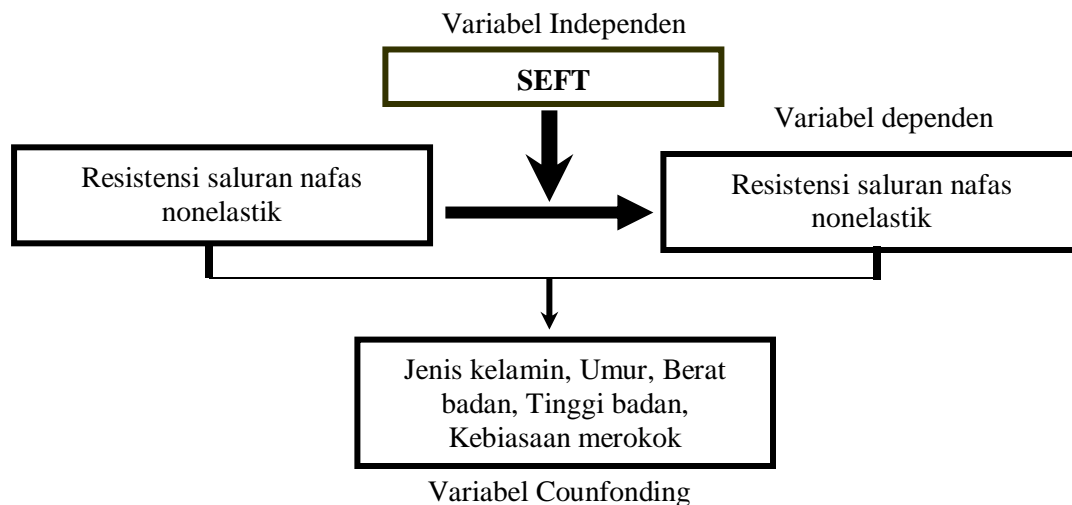 Variabel Independen
SEFT
Variabel dependen
Resistensi saluran nafas
nonelastik
Resistensi saluran nafas
nonelastik
Jenis kelamin, Umur, Berat
badan, Tinggi badan,
Kebiasaan merokok
Variabel Counfonding